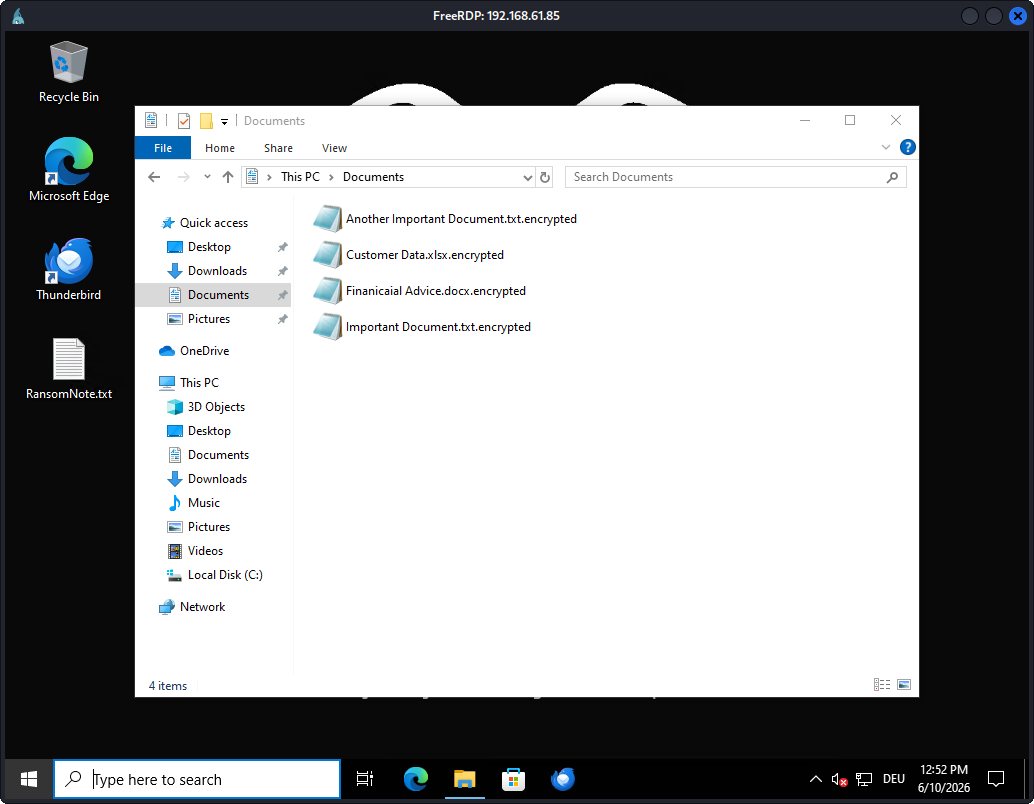 FreeRDP: 192.168.61.85
Recycle Bin
Microsoft Edge
Thunderbird
RansomNote.txt
Documents
File
Home
Share
View
This PC
Documents
Search Documents
Quick access
Desktop
Downloads
Documents
Pictures
OneDrive
This PC
3D Objects
Desktop
Documents
Downloads
Music
Pictures
Videos
Local Disk (C:)
Network
Another Important Document.txt.encrypted
Customer Data.xlsx.encrypted
Finanicaial Advice.docx.encrypted
Important Document.txt.encrypted
4 items
Type here to search
DEU
12:52 PM
6/10/2026